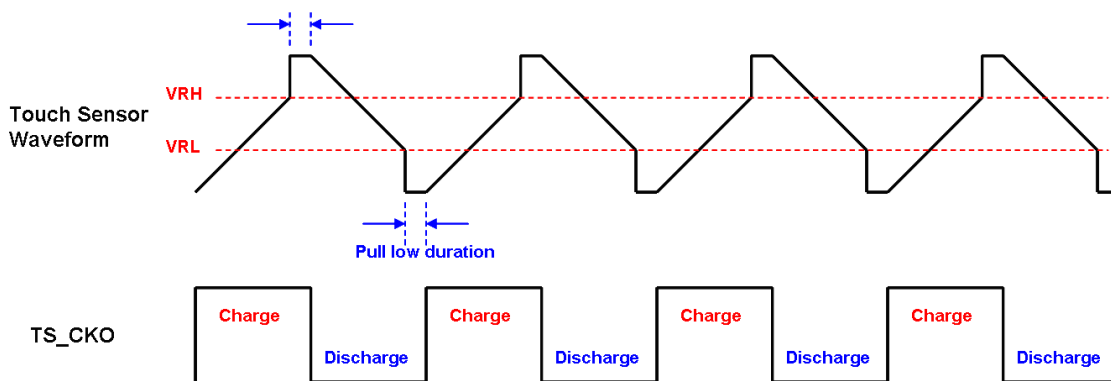 VRH
Touch Sensor
Waveform
VRL
Pull low duration
TS_CKO
Charge
Charge
Charge
Charge
Discharge
Discharge
Discharge
Discharge